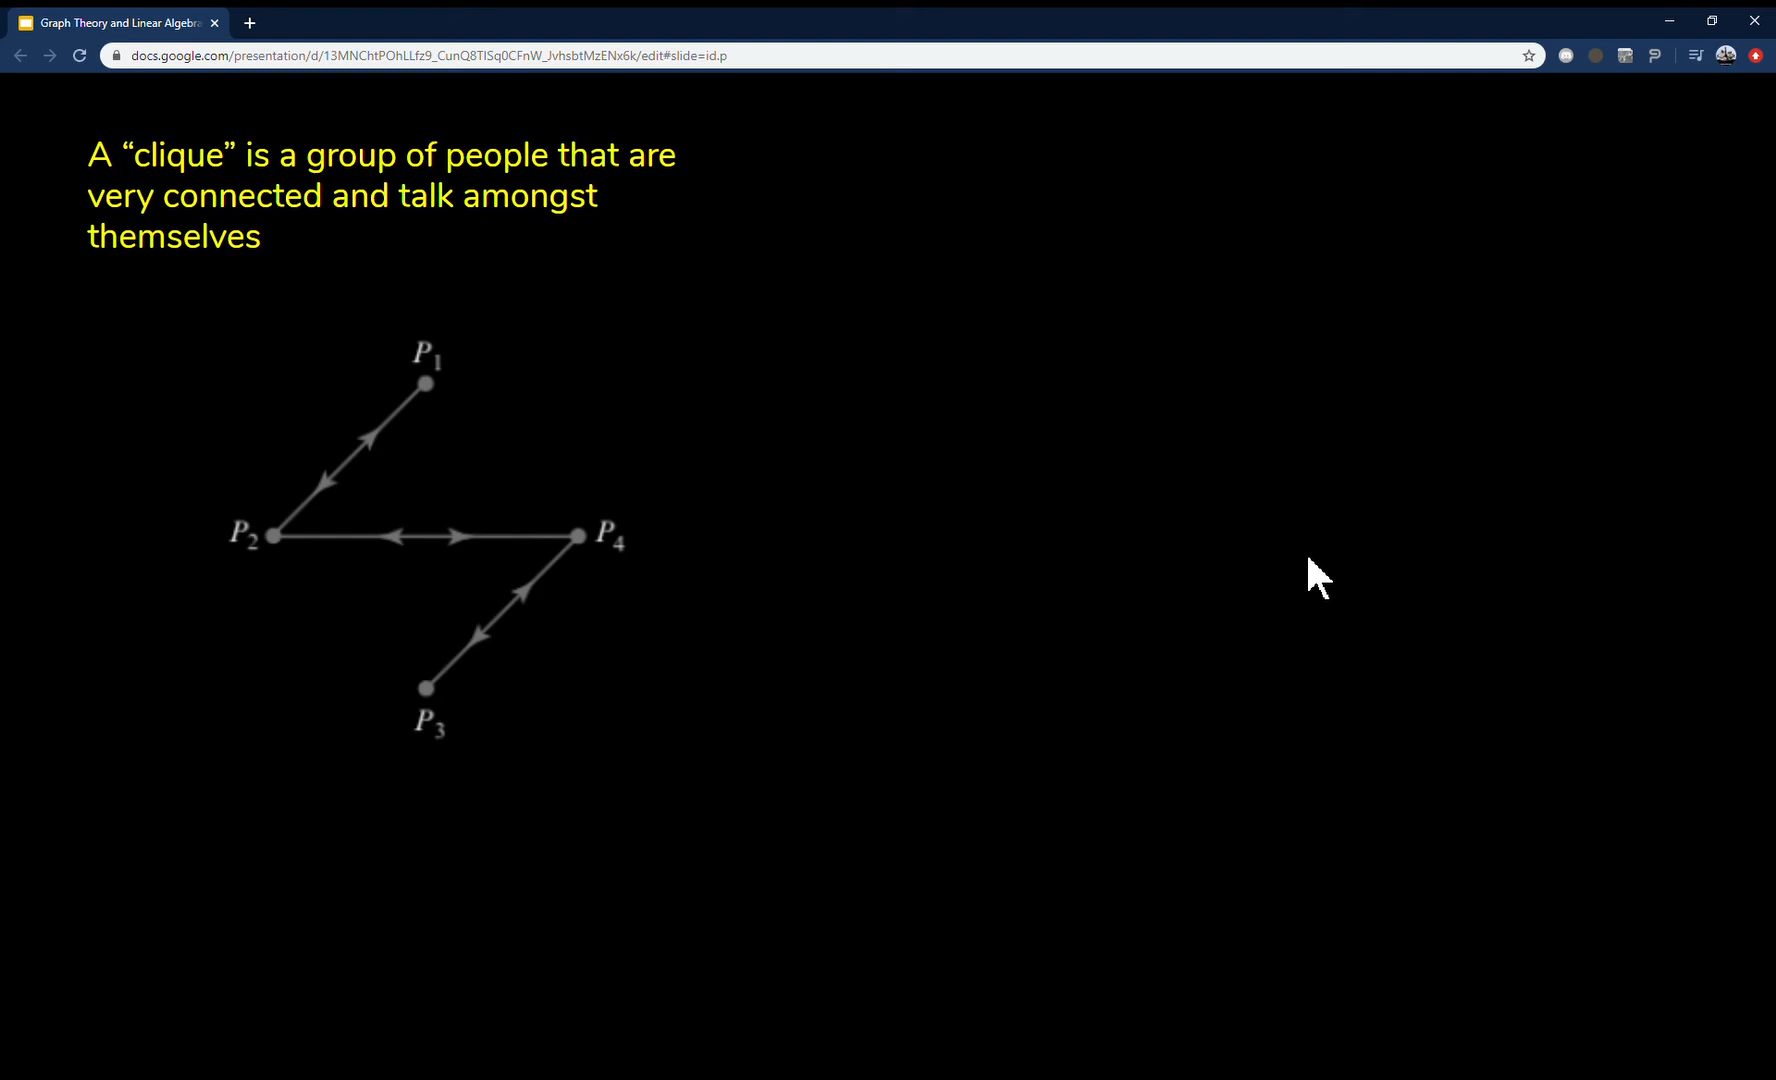 Graph Theory and Linear Algebra
docs.google.com/presentation/d/13MNChtPOhLLfz9_CunQ8TlSq0CFnW_JvhsbtMzENx6k/edit#slide=id.p
A “clique” is a group of people that are
very connected and talk amongst
themselves
P1
P2
P4
P3